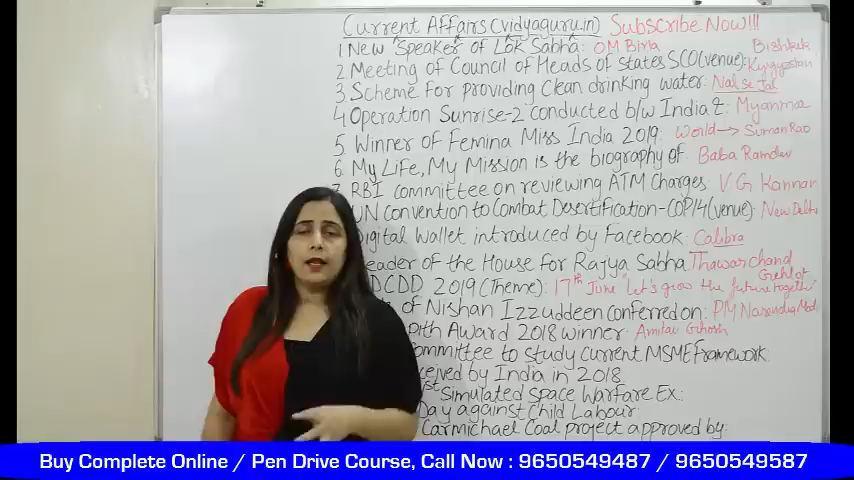 Current Affairs (vidyaguru.in) Subscribe Now!!!
1 New Speaker of Lok Sabha: OM Birla
2. Meeting of Council of Heads of states SCO(venue): Bishkek Kyrgyzstan
3. Scheme for providing Clean drinking water: Nal se Jal
4 Operation Sunrise-2 conducted b/w India &: Myanma
5 Winner of Femina Miss India 2019: World → Suman Rao
6. My Life, My Mission is the biography of: Baba Ramdev
7. RBI committee on reviewing ATM Charges: V G Kannan
UN convention to Combat Desertification-COP14(venue): New Delhi
Digital Wallet introduced by Facebook: Calibra
eader of the House for Rajya Sabha Thawar chand Gehlot
DCDD 2019 (Theme): 17th June "Let's grow the future together"
of Nishan Izzuddeen conferred on: PM Narendra Mod
pith Award 2018 winner: Amitav Ghosh
ommittee to study current MSME framework
ceived by India in 2018
st Simulated space Warfare Ex.:
Day against Child Labour:
Carmichael Coal project approved by:
Buy Complete Online / Pen Drive Course, Call Now : 9650549487 / 9650549587